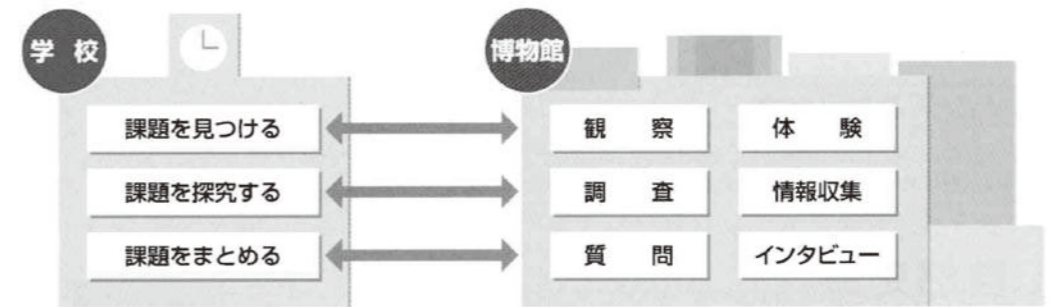 学校
博物館
課題を見つける
観察
体験
課題を探究する
調査
情報収集
課題をまとめる
質問
インタビュー